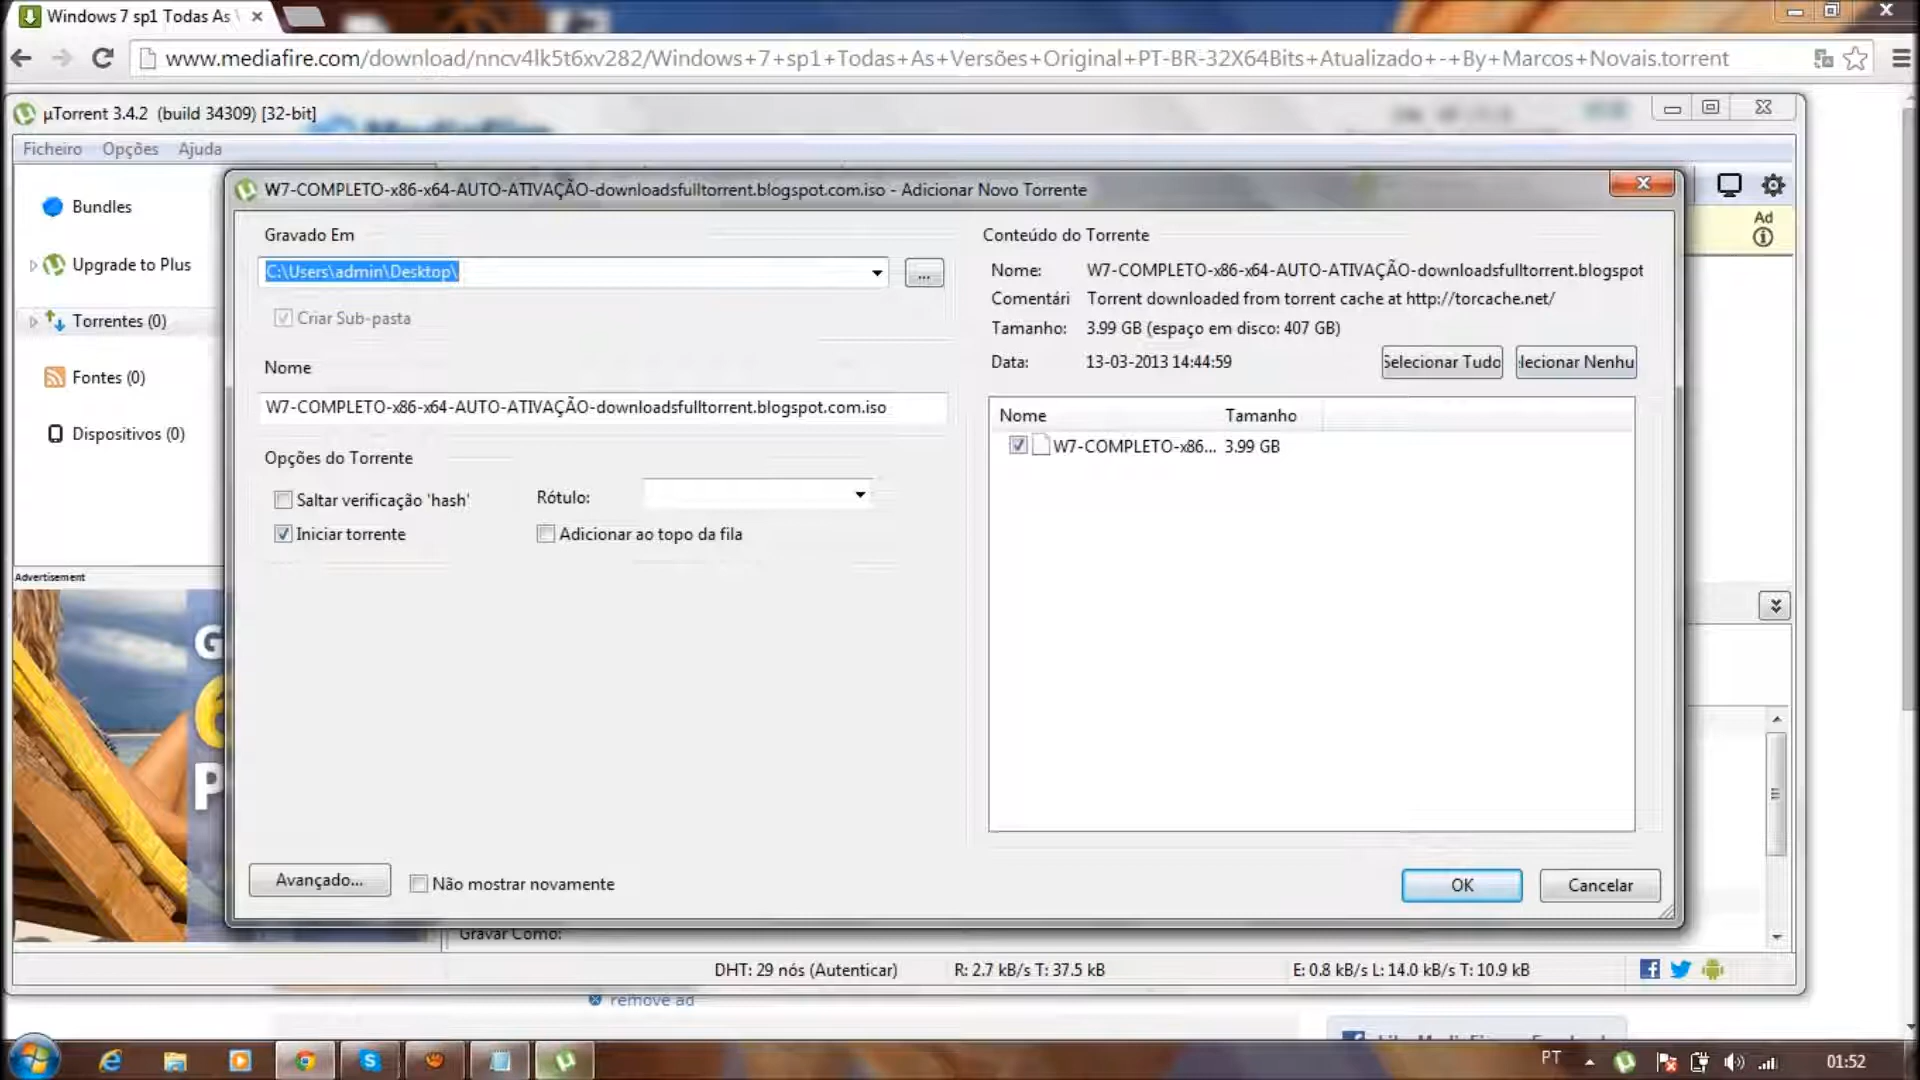 Windows 7 sp1 Todas As
www.mediafire.com/download/nncv4lk5t6xv282/Windows+7+sp1+Todas+As+Versões+Original+PT-BR-32X64Bits+Atualizado+-+By+Marcos+Novais.torrent
µTorrent 3.4.2 (build 34309) [32-bit]
Ficheiro Opções Ajuda
W7-COMPLETO-x86-x64-AUTO-ATIVAÇÃO-downloadsfulltorrent.blogspot.com.iso - Adicionar Novo Torrente
Bundles
Upgrade to Plus
Torrentes (0)
Fontes (0)
Dispositivos (0)
Advertisement
G
6
P
Gravado Em
C:\Users\admin\Desktop\
...
Criar Sub-pasta
Nome
W7-COMPLETO-x86-x64-AUTO-ATIVAÇÃO-downloadsfulltorrent.blogspot.com.iso
Opções do Torrente
Saltar verificação 'hash'
Rótulo:
Iniciar torrente
Adicionar ao topo da fila
Conteúdo do Torrente
Nome: W7-COMPLETO-x86-x64-AUTO-ATIVAÇÃO-downloadsfulltorrent.blogspot
Comentári Torrent downloaded from torrent cache at http://torcache.net/
Tamanho: 3.99 GB (espaço em disco: 407 GB)
Data: 13-03-2013 14:44:59
Selecionar Tudo
lecionar Nenhu
Nome Tamanho
W7-COMPLETO-x86... 3.99 GB
Ad
Avançado...
Não mostrar novamente
OK
Cancelar
Gravar Como:
DHT: 29 nós (Autenticar)
R: 2.7 kB/s T: 37.5 kB
E: 0.8 kB/s L: 14.0 kB/s T: 10.9 kB
remove ad
PT
01:52